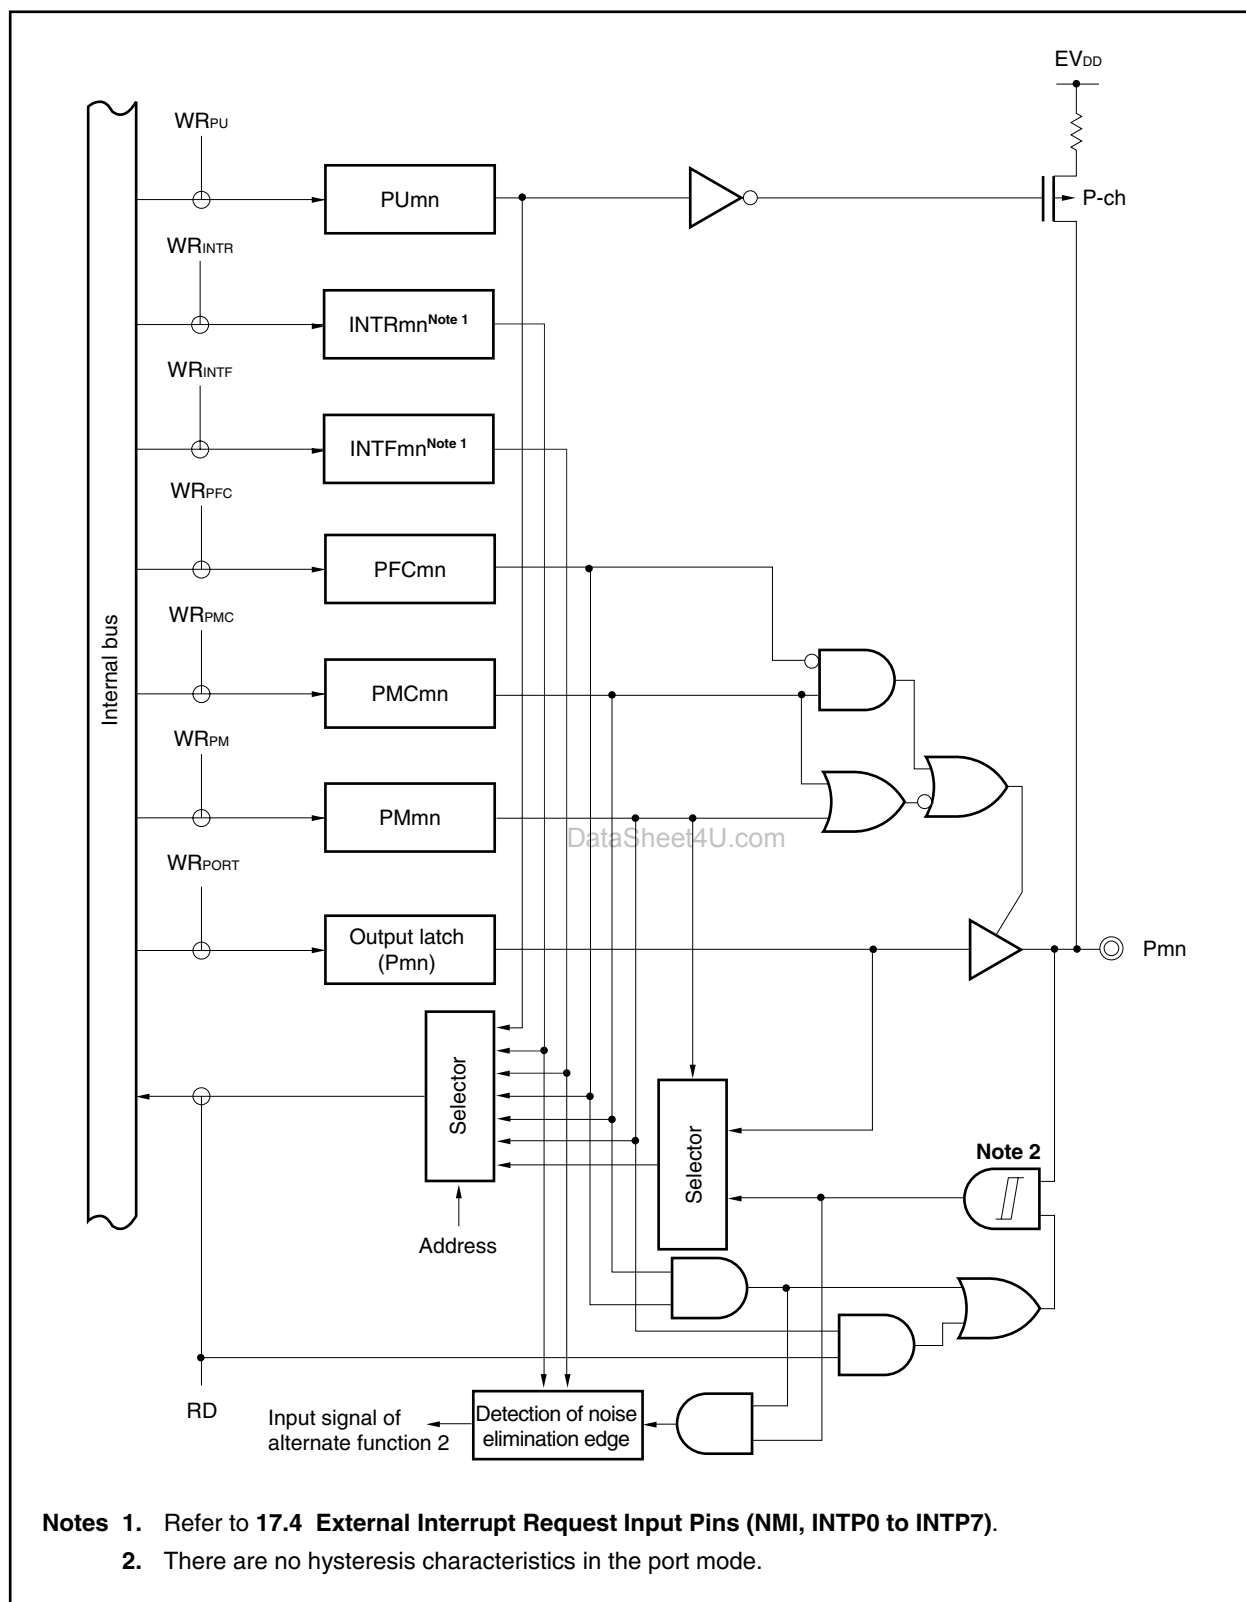 EVDD
WRPU
PUmn
P-ch
WRINTR
INTRmnNote 1
WRINTF
INTFmnNote 1
WRPFC
PFCmn
WRPMC
Internal bus
PMCmn
WRPM
PMmn
DataSheet4U.com
WRPORT
Output latch
(Pmn)
Pmn
Selector
Selector
Note 2
Address
RD
Input signal of
alternate function 2
Detection of noise
elimination edge
Notes 1. Refer to 17.4 External Interrupt Request Input Pins (NMI, INTP0 to INTP7).
2. There are no hysteresis characteristics in the port mode.